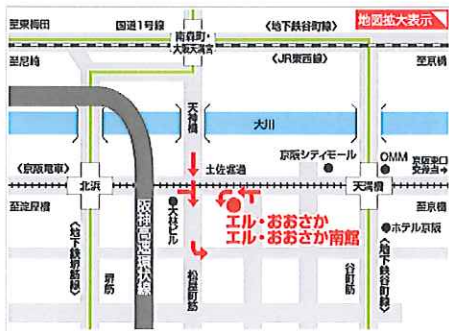 地図拡大表示
至東梅田
国道1号線
〈地下鉄谷町線〉
南森町・
大阪天満宮
至尼崎
〈JR東西線〉
至京橋
天神橋
大川
京阪シティモール
OMM
京阪東口
〈京阪電車〉
土佐堀通
北浜
天満橋
至淀屋橋
大林ビル
エル・おおさか
エル・おおさか南館
至京橋
ホテル京阪
阪神高速環状線
〈地下鉄堺筋線〉
堺筋
松屋町筋
谷町筋
〈地下鉄谷町線〉